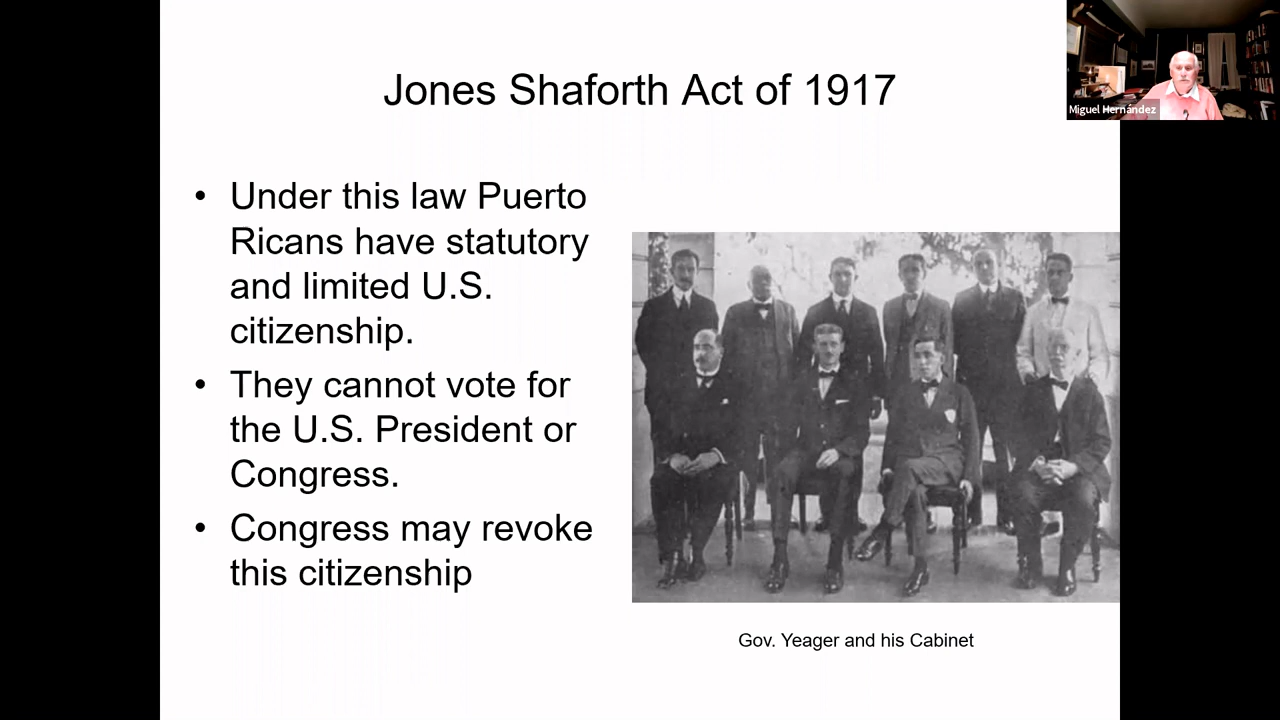 Jones Shaforth Act of 1917
Miguel Hernández
• Under this law Puerto
Ricans have statutory
and limited U.S.
citizenship.
• They cannot vote for
the U.S. President or
Congress.
• Congress may revoke
this citizenship
Gov. Yeager and his Cabinet